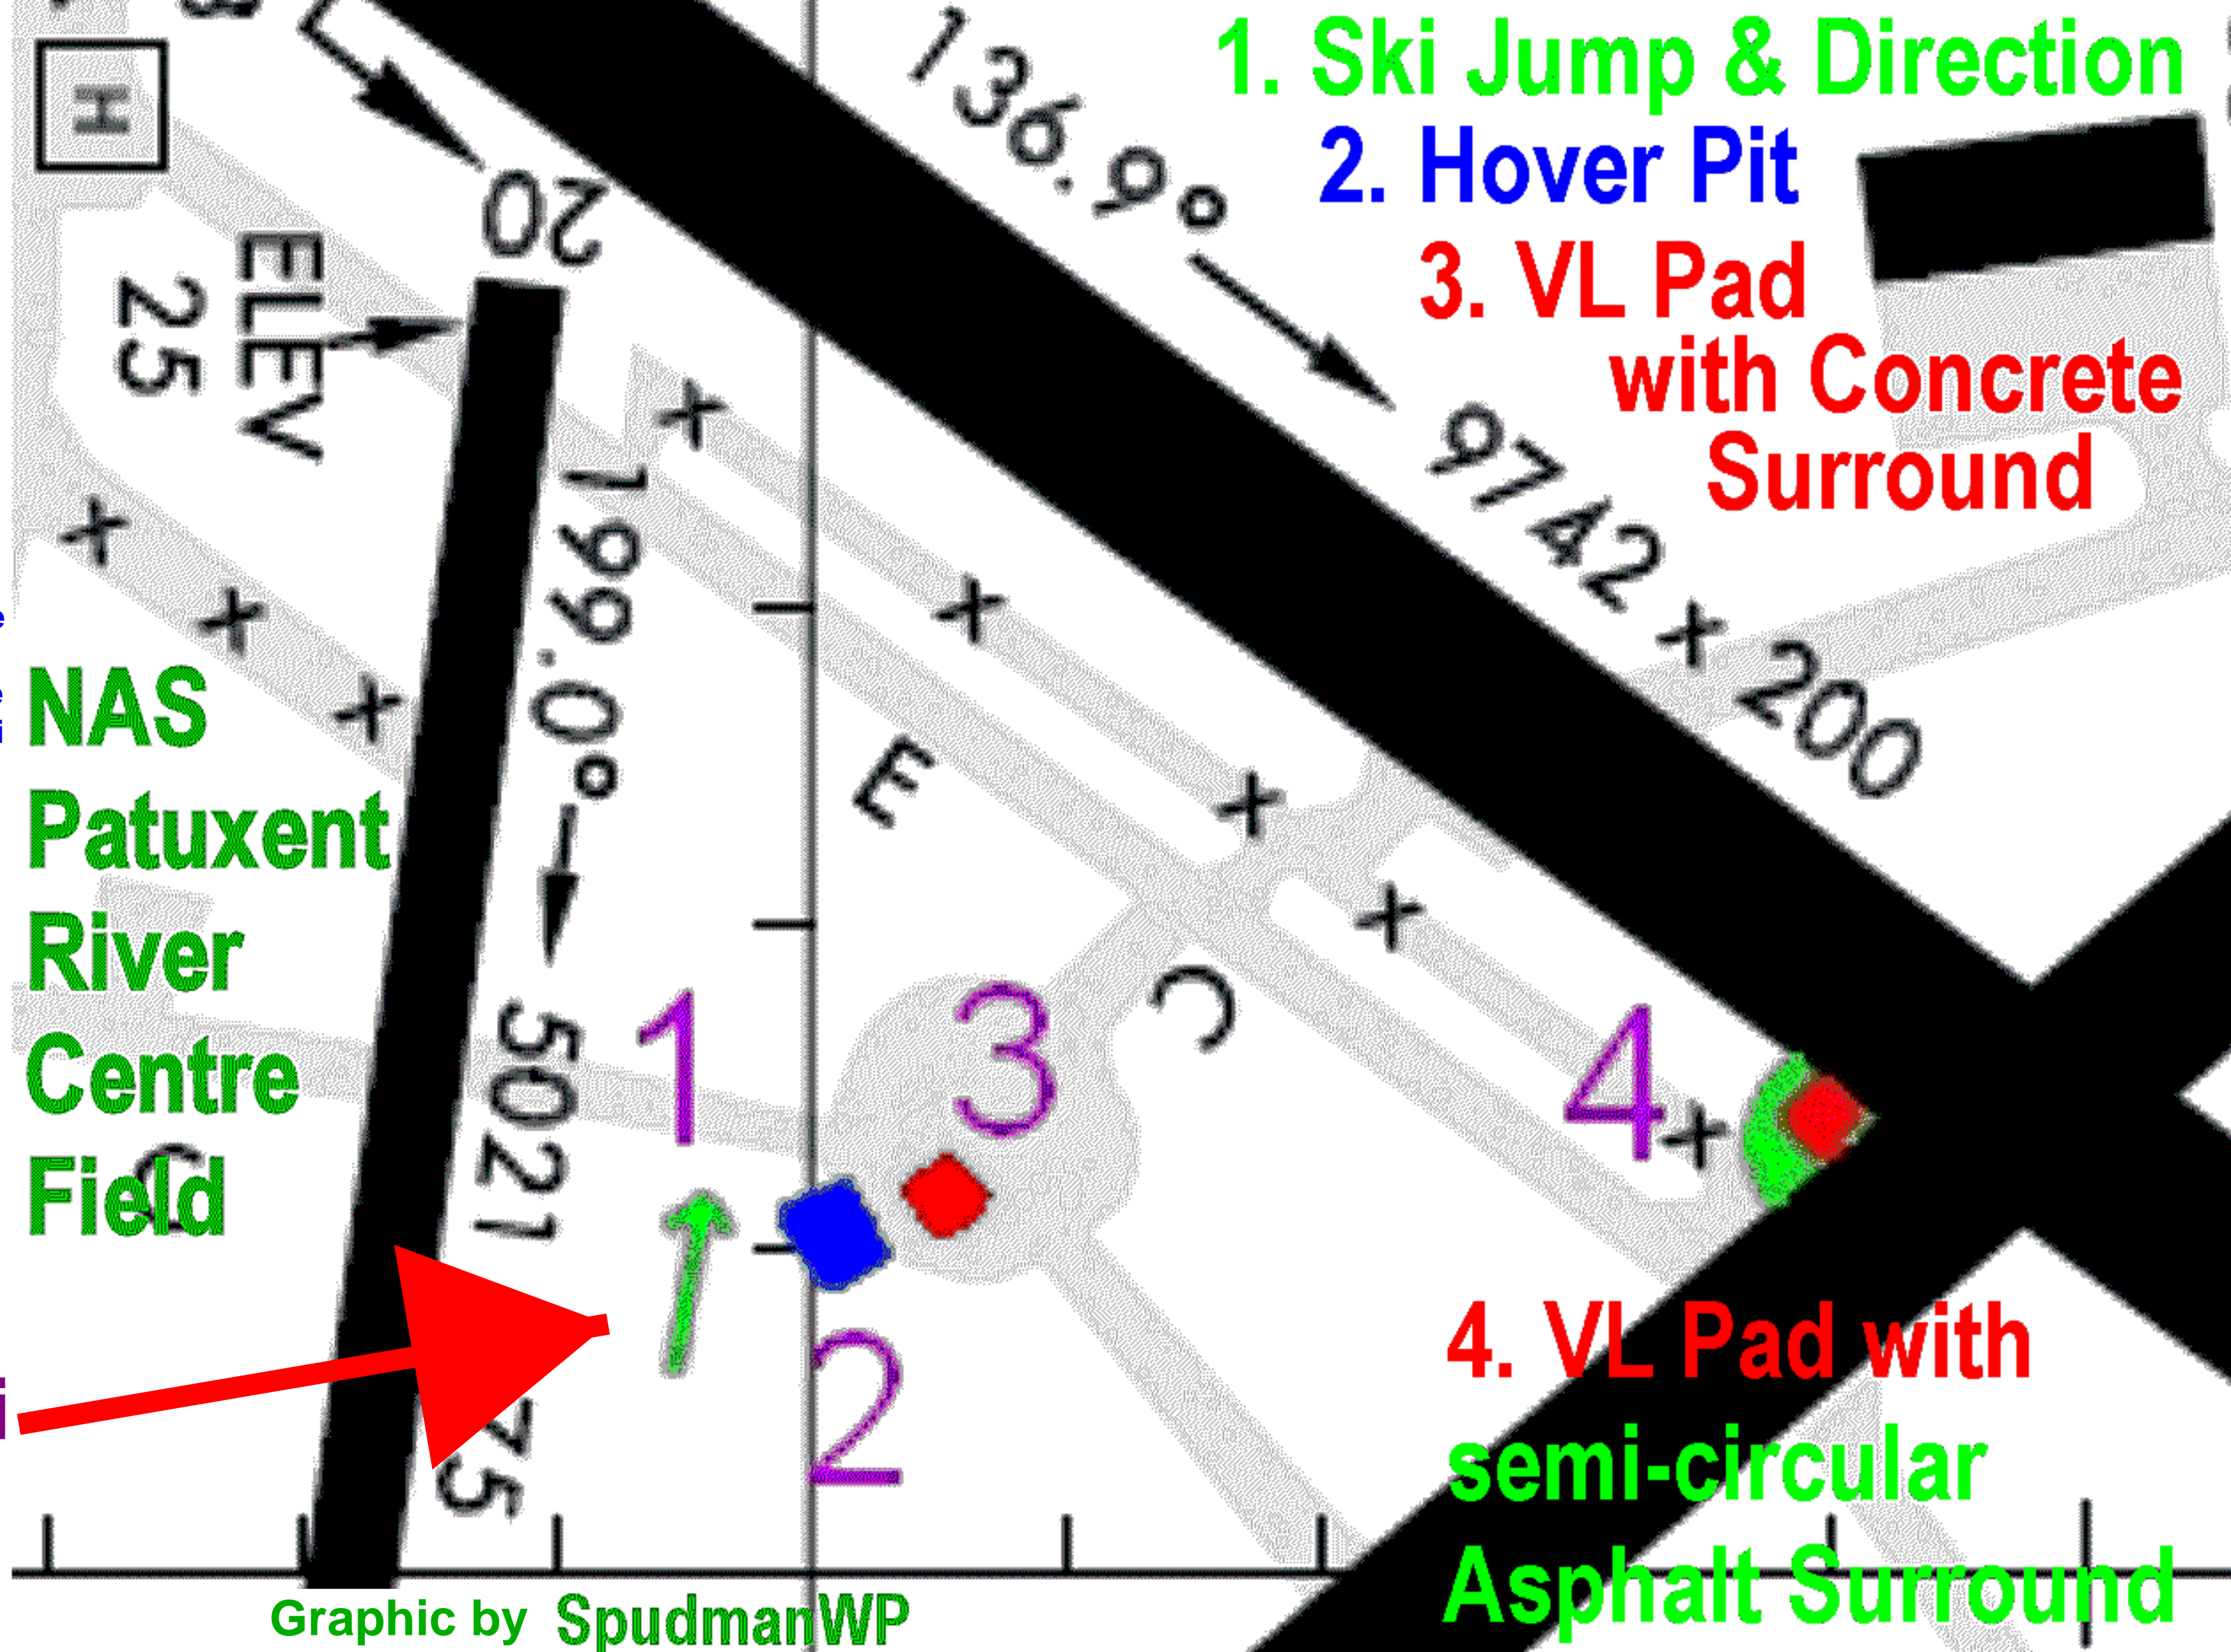 1. Ski Jump & Direction
2. Hover Pit
3. VL Pad
with Concrete
Surround
H
136.9°
20
ELEV
25
9742 x 200
199.0°
5021
75
x
x
x
x
x
x
x
x
E
C
C
NAS
Patuxent
River
Centre
Field
1
3
4
2
4. VL Pad with
semi-circular
Asphalt Surround
Graphic by SpudmanWP